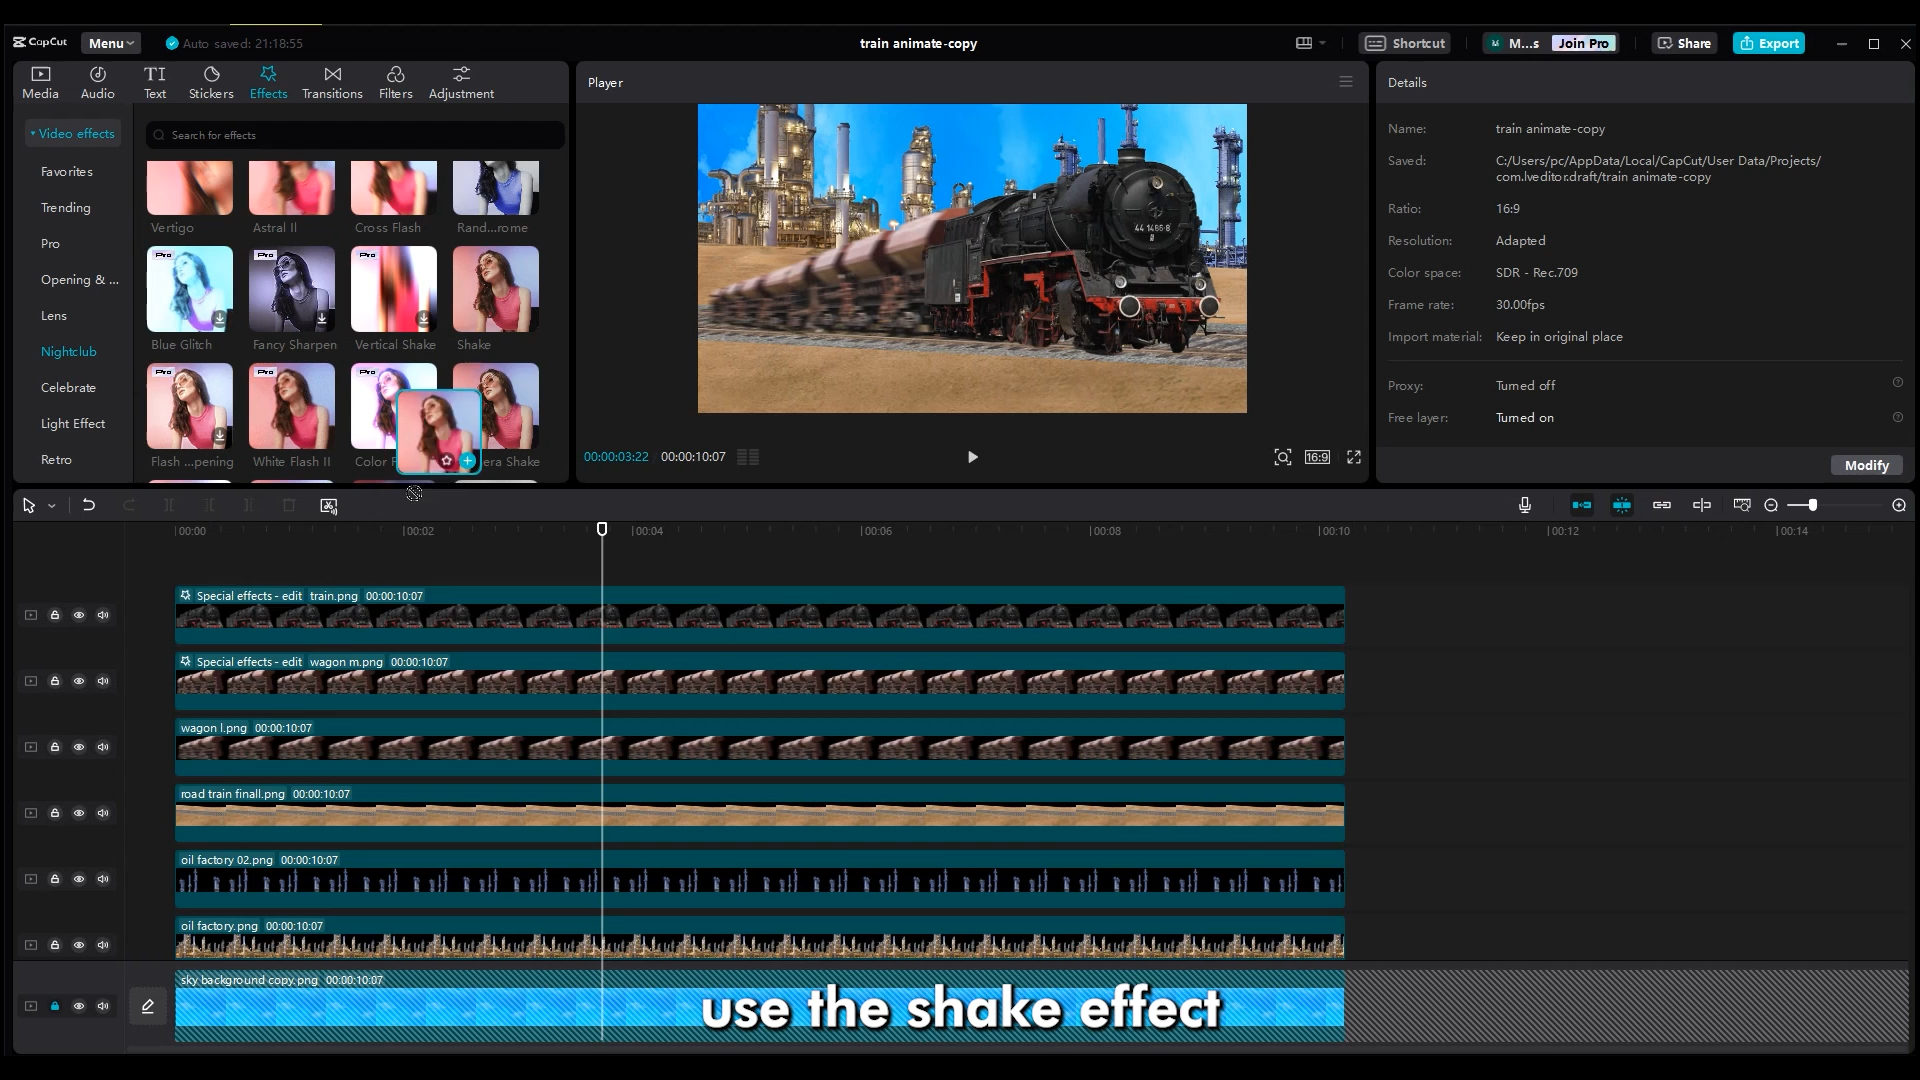 CapCut
Menu
Auto saved: 21:18:55
train animate-copy
Shortcut
M...s
Join Pro
Share
Export
Media
Audio
Text
Stickers
Effects
Transitions
Filters
Adjustment
Video effects
Favorites
Trending
Pro
Opening & ...
Lens
Nightclub
Celebrate
Light Effect
Retro
Search for effects
Vertigo
Astral II
Cross Flash
Rand...rome
Pro
Pro
Pro
Blue Glitch
Fancy Sharpen
Vertical Shake
Shake
Pro
Pro
Pro
Flash ...pening
White Flash II
Color F
era Shake
Player
44 1486-8
00:00:03:22
00:00:10:07
16:9
Details
Name:
train animate-copy
Saved:
C:/Users/pc/AppData/Local/CapCut/User Data/Projects/
com.lveditor.draft/train animate-copy
Ratio:
16:9
Resolution:
Adapted
Color space:
SDR - Rec.709
Frame rate:
30.00fps
Import material:
Keep in original place
Proxy:
Turned off
Free layer:
Turned on
Modify
00:00
00:02
00:04
00:06
00:08
00:10
00:12
00:14
Special effects - edit train.png 00:00:10:07
Special effects - edit wagon m.png 00:00:10:07
wagon l.png 00:00:10:07
road train finall.png 00:00:10:07
oil factory 02.png 00:00:10:07
oil factory.png 00:00:10:07
sky background copy.png 00:00:10:07
use the shake effect